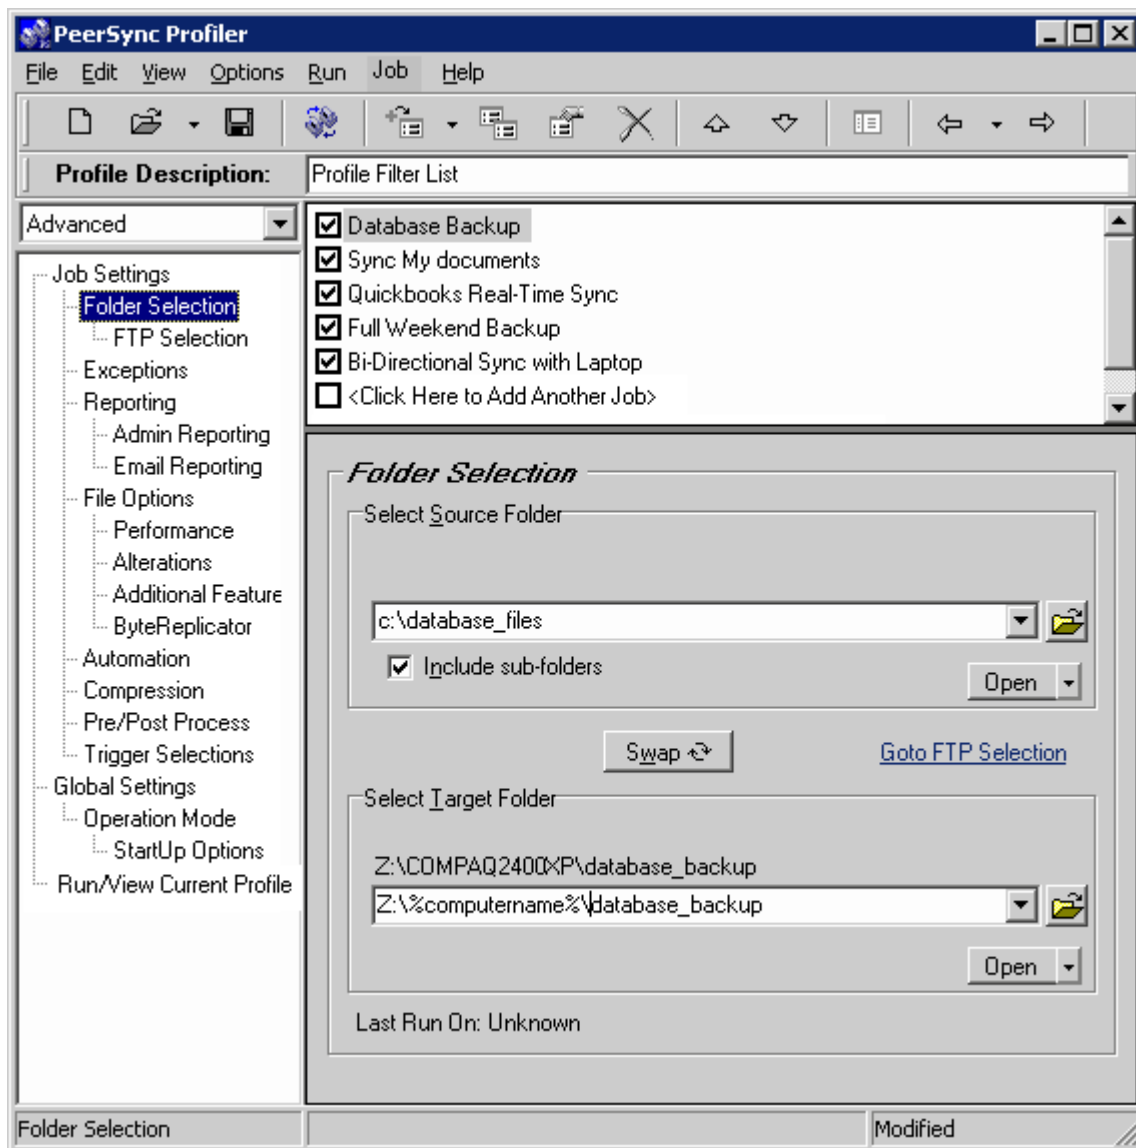 PeerSync Profiler
File Edit View Options Run Job Help
Profile Description: Profile Filter List
Advanced
Job Settings
Folder Selection
FTP Selection
Exceptions
Reporting
Admin Reporting
Email Reporting
File Options
Performance
Alterations
Additional Feature
ByteReplicator
Automation
Compression
Pre/Post Process
Trigger Selections
Global Settings
Operation Mode
StartUp Options
Run/View Current Profile
Database Backup
Sync My documents
Quickbooks Real-Time Sync
Full Weekend Backup
Bi-Directional Sync with Laptop
<Click Here to Add Another Job>
Folder Selection
Select Source Folder
c:\database_files
Include sub-folders
Open
Swap
Goto FTP Selection
Select Target Folder
Z:\COMPAQ2400XP\database_backup
Z:\%computername%\database_backup
Open
Last Run On: Unknown
Folder Selection Modified